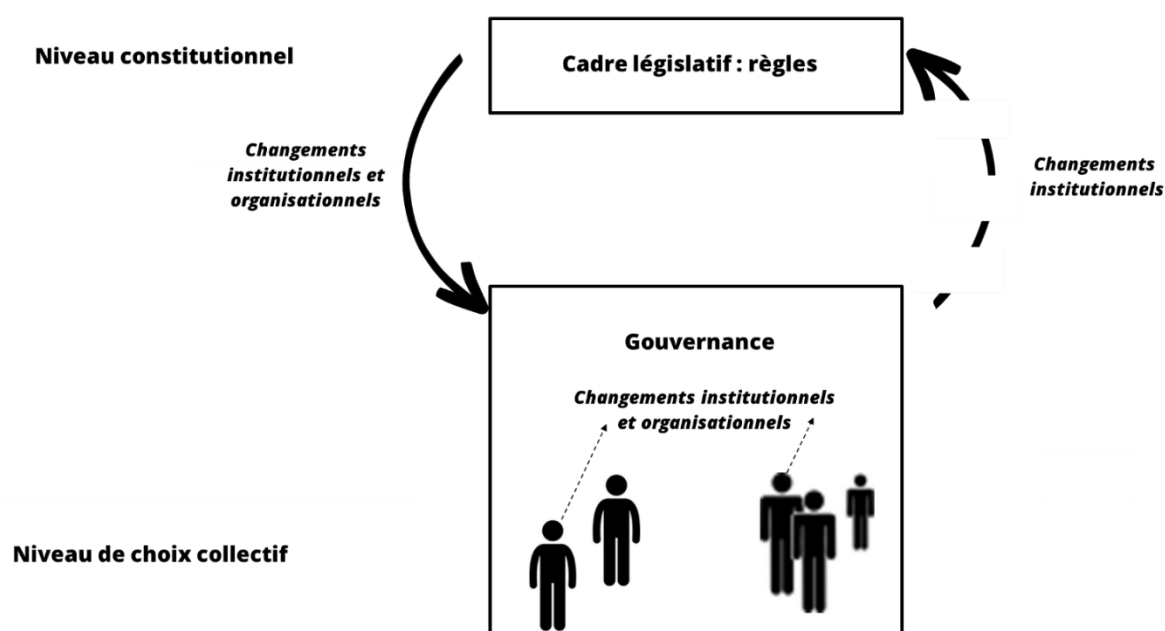 Niveau constitutionnel
Cadre législatif : règles
Changements
institutionnels et
organisationnels
Changements
institutionnels
Gouvernance
Changements institutionnels
et organisationnels
Niveau de choix collectif